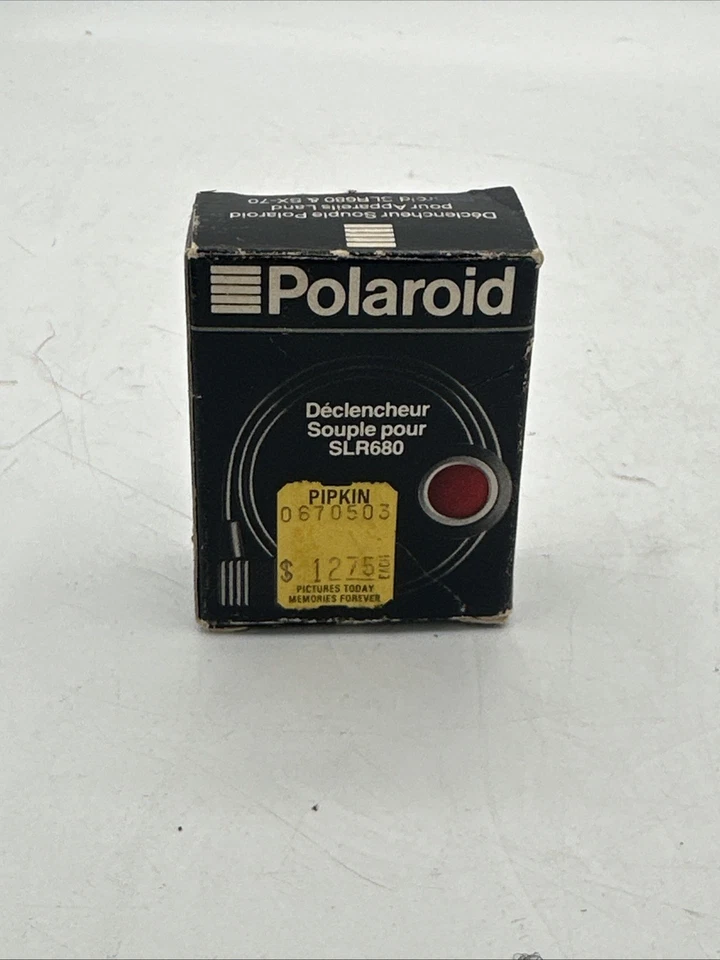 Déclencheur Souple Polaroid
pour Appareils Land
SLR680 & SX-70
Polaroid
Déclencheur
Souple pour
SLR680
PIPKIN
0670503
$ 1275 EACH
PICTURES TODAY
MEMORIES FOREVER